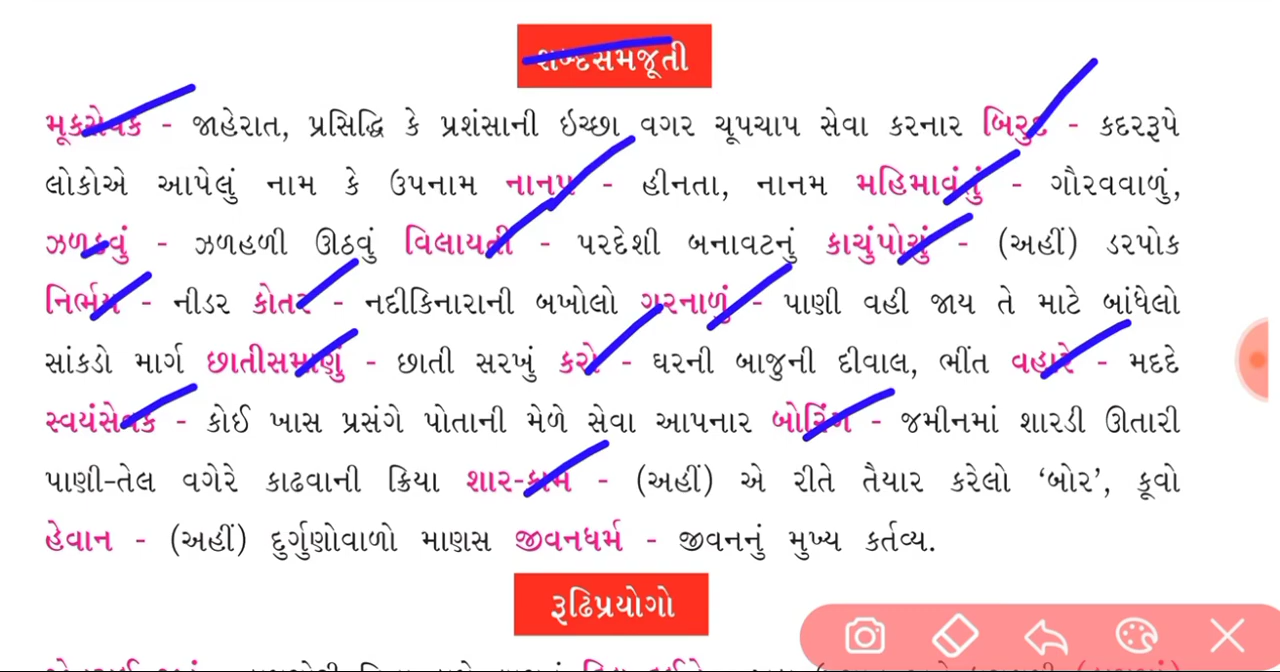 શબ્દસમજૂતી
મૂકસેવક - જાહેરાત, પ્રસિદ્ધિ કે પ્રશંસાની ઇચ્છા વગર ચૂપચાપ સેવા કરનાર બિરુદ - કદરરૂપે
લોકોએ આપેલું નામ કે ઉપનામ નાનપ - હીનતા, નાનમ મહિમાવંતું - ગૌરવવાળું,
ઝળકવું - ઝળહળી ઊઠવું વિલાયતી - પરદેશી બનાવટનું કાચુંપોચું - (અહીં) ડરપોક
નિર્ભય - નીડર કોતર - નદીકિનારાની બખોલો ગરનાળું - પાણી વહી જાય તે માટે બાંધેલો
સાંકડો માર્ગ છાતીસમાણું - છાતી સરખું કરો - ઘરની બાજુની દીવાલ, ભીંત વહારે - મદદે
સ્વયંસેવક - કોઈ ખાસ પ્રસંગે પોતાની મેળે સેવા આપનાર બોરિંગ - જમીનમાં શારડી ઊતારી
પાણી-તેલ વગેરે કાઢવાની ક્રિયા શાર-કામ - (અહીં) એ રીતે તૈયાર કરેલો ‘બોર’, કૂવો
હેવાન - (અહીં) દુર્ગુણોવાળો માણસ જીવનધર્મ - જીવનનું મુખ્ય કર્તવ્ય.
રૂઢિપ્રયોગો